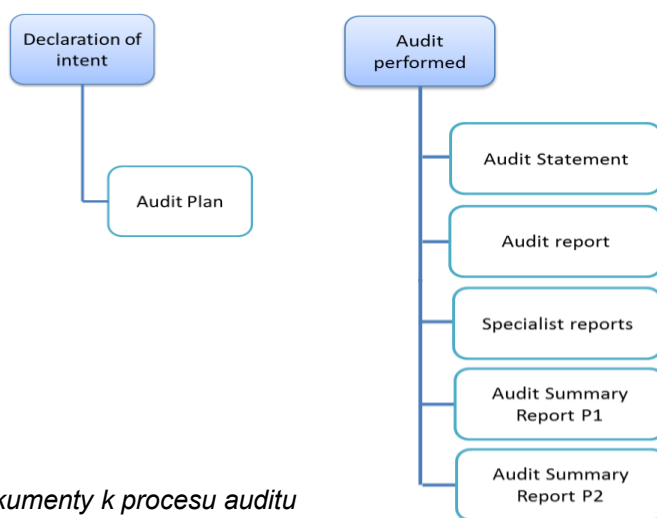 Declaration of
intent
Audit Plan
Audit
performed
Audit Statement
Audit report
Specialist reports
Audit Summary
Report P1
Audit Summary
Report P2
kumenty k procesu auditu